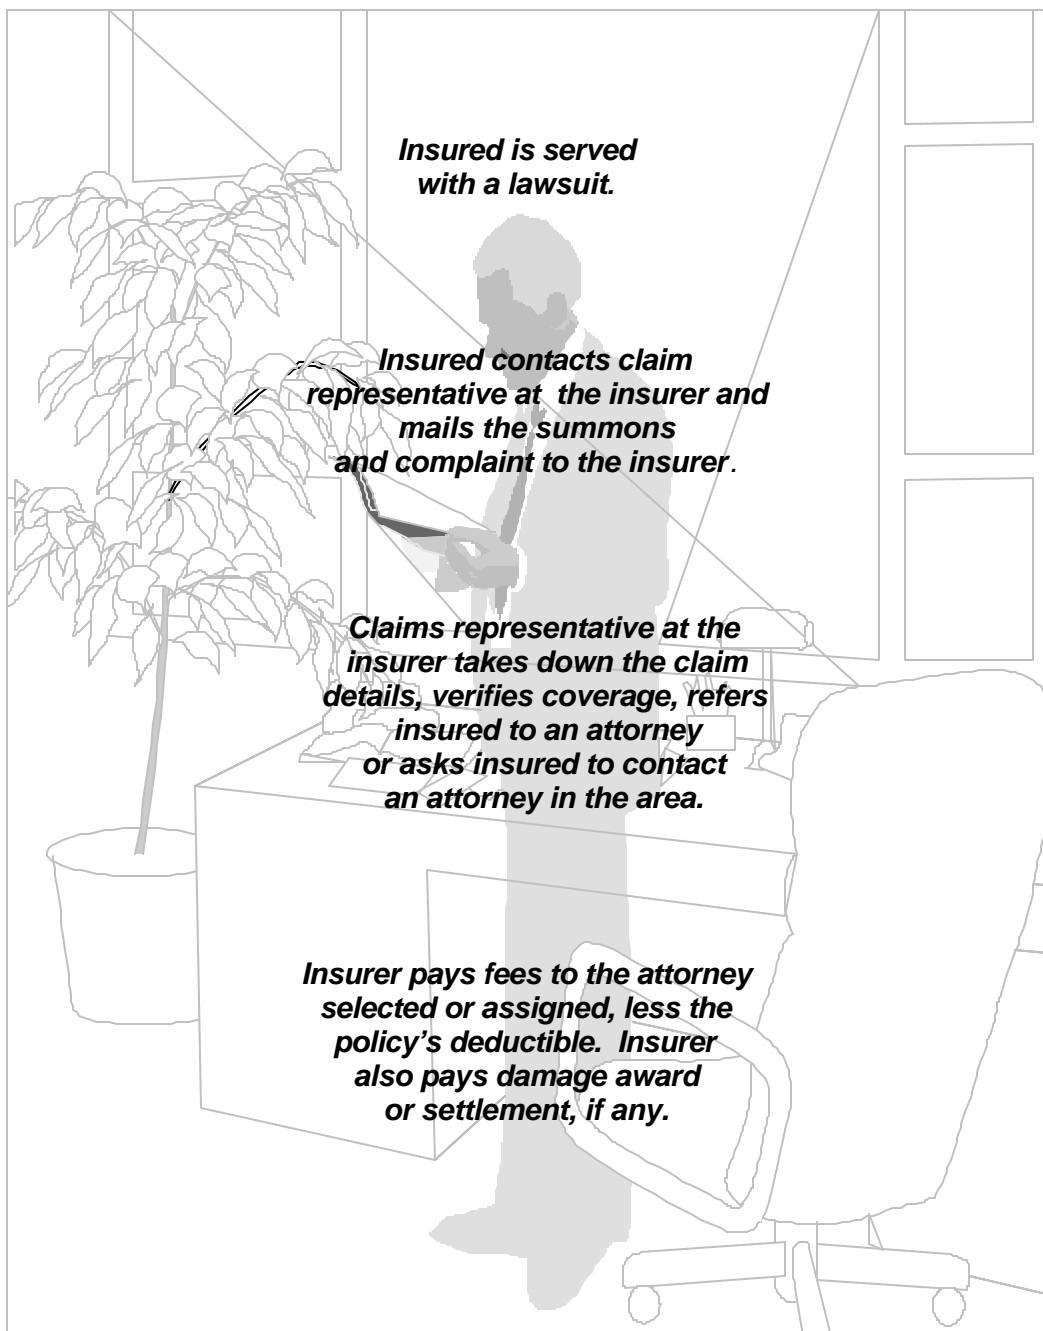 Insured is served
with a lawsuit.
Insured contacts claim
representative at the insurer and
mails the summons
and complaint to the insurer.
Claims representative at the
insurer takes down the claim
details, verifies coverage, refers
insured to an attorney
or asks insured to contact
an attorney in the area.
Insurer pays fees to the attorney
selected or assigned, less the
policy’s deductible. Insurer
also pays damage award
or settlement, if any.